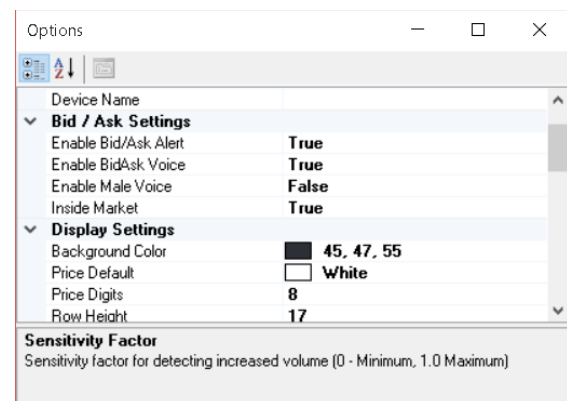 Options
Device Name
Bid / Ask Settings
Enable Bid/Ask Alert True
Enable BidAsk Voice True
Enable Male Voice False
Inside Market True
Display Settings
Background Color 45, 47, 55
Price Default White
Price Digits 8
Row Height 17
Sensitivity Factor
Sensitivity factor for detecting increased volume (0 - Minimum, 1.0 Maximum)